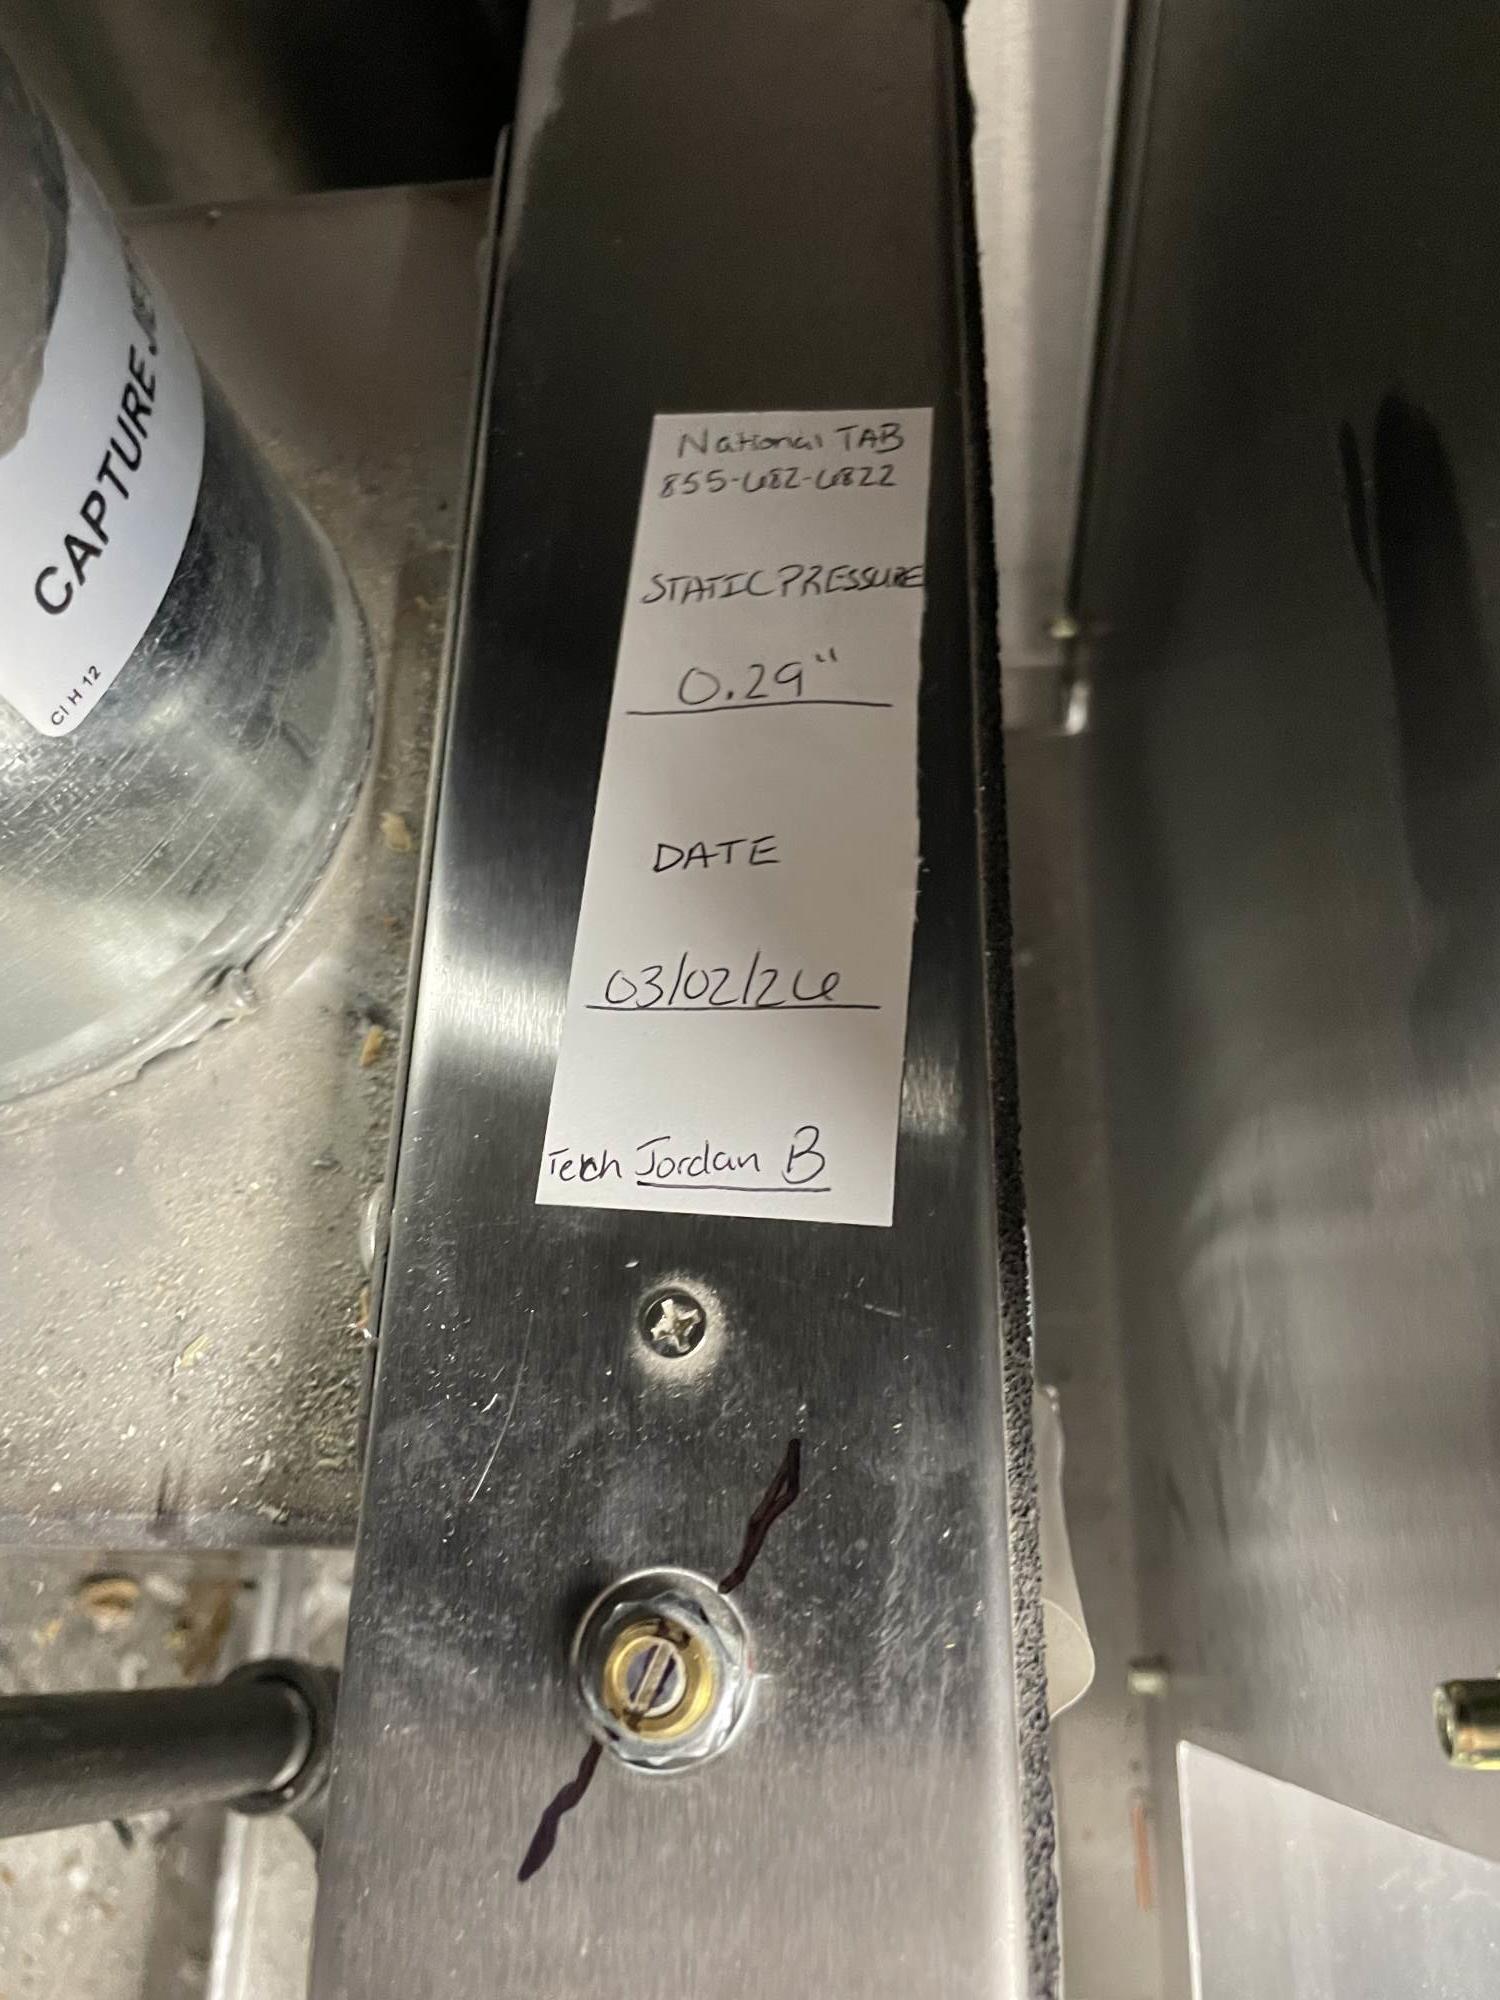 National TAB
855-682-6822
STATIC PRESSURE
0.29"
DATE
03/02/26
Tech Jordan B
CAPTURE
CI H 12